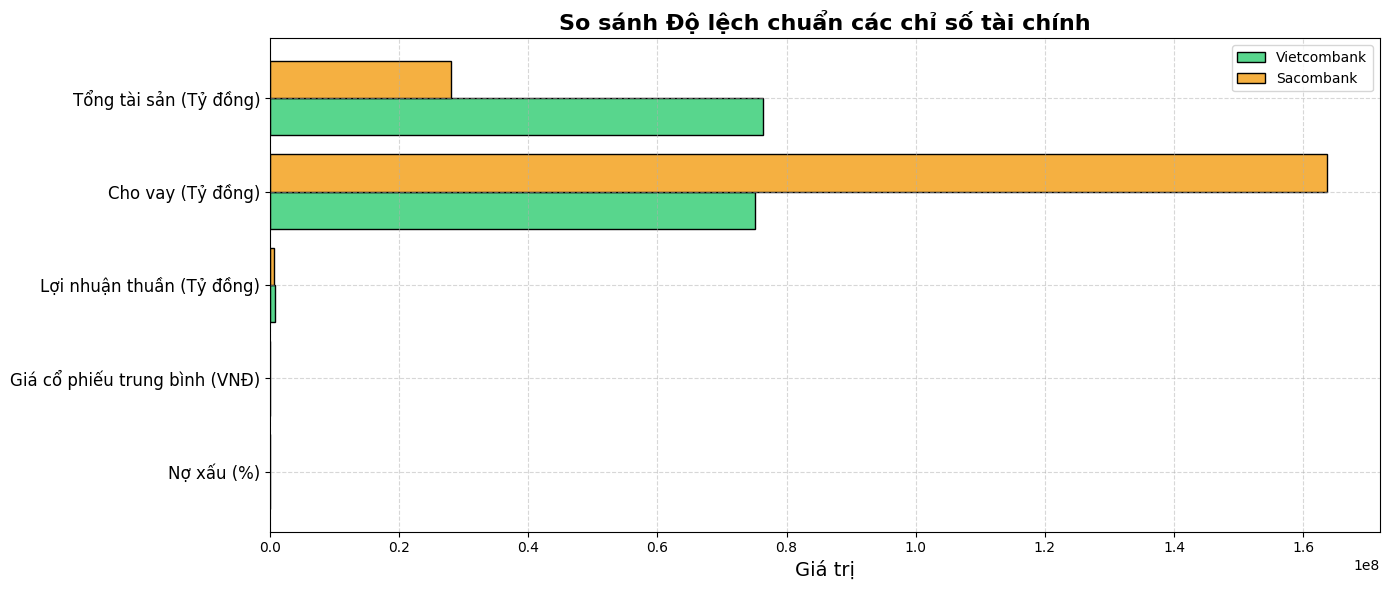 So sánh Độ lệch chuẩn các chỉ số tài chính
Vietcombank
Sacombank
Tổng tài sản (Tỷ đồng)
Cho vay (Tỷ đồng)
Lợi nhuận thuần (Tỷ đồng)
Giá cổ phiếu trung bình (VNĐ)
Nợ xấu (%)
0.0 0.2 0.4 0.6 0.8 1.0 1.2 1.4 1.6
1e8
Giá trị